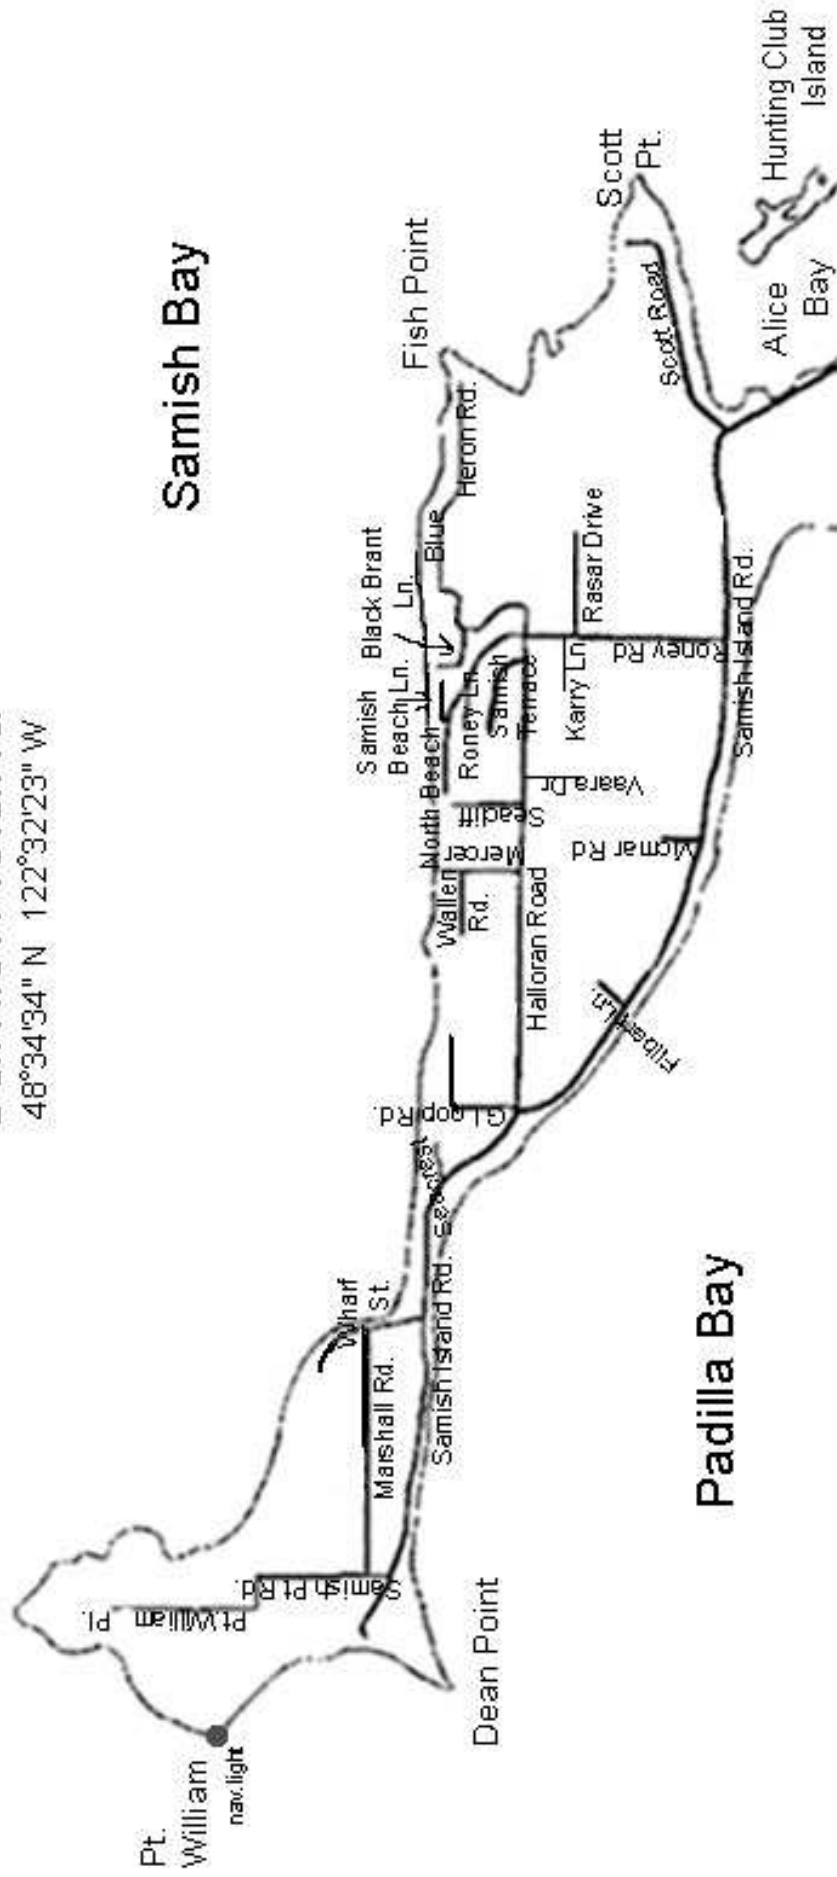 48°34'34" N 122°32'23" W
Samish Bay
Pt.
William
nav.light
Pt William Pl.
Samish Pt Rd.
Wharf
St.
Marshall Rd.
Samish Island Rd.
Dean Point
Seacrest
G Loop Rd.
Samish
Beach Ln.
Black Brant
Ln.
North Beach
Blue
Heron Rd.
Fish Point
Wallen
Rd.
Mercer
Seacliff
Roney Ln
Samish
Terrace
Halloran Road
Vaara Dr
Karry Ln
Rasar Drive
Roney Rd
Mcmar Rd
Filbert Ln.
Samish Island Rd.
Scott Road
Scott
Pt.
Hunting Club
Island
Alice
Bay
Padilla Bay